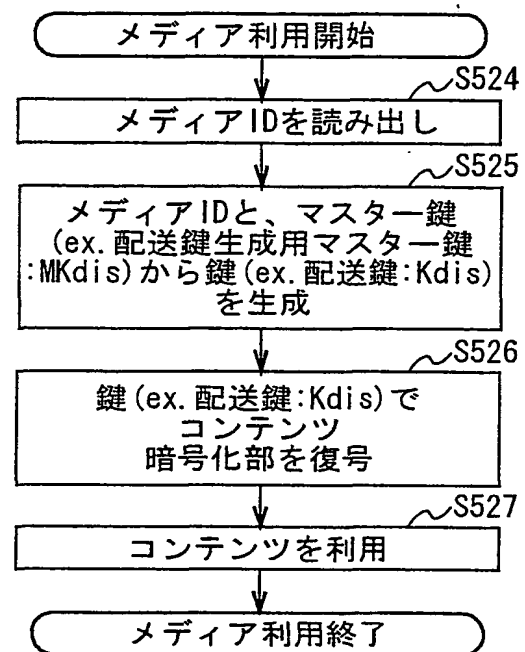 メディア利用開始
S524
メディアIDを読み出し
S525
メディアIDと、マスター鍵
(ex.配送鍵生成用マスター鍵
:MKdis)から鍵(ex.配送鍵:Kdis)
を生成
S526
鍵(ex.配送鍵:Kdis)で
コンテンツ
暗号化部を復号
S527
コンテンツを利用
メディア利用終了